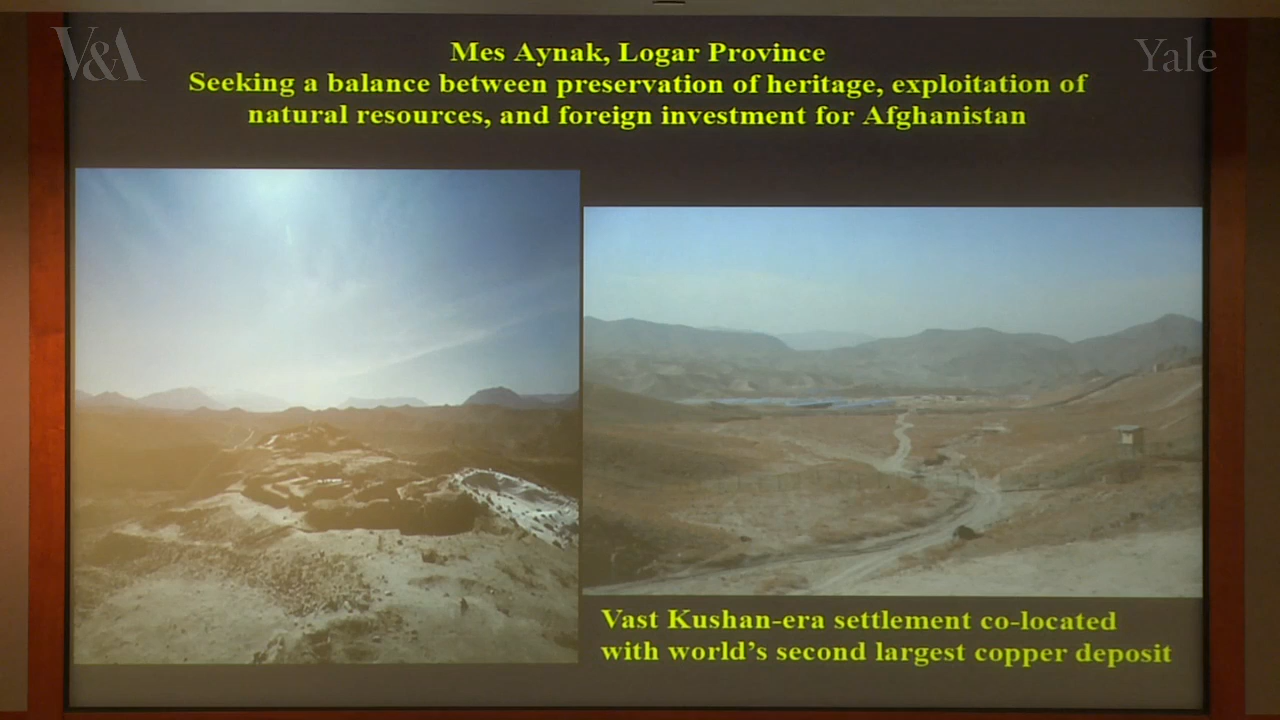 V&A
Yale
Mes Aynak, Logar Province
Seeking a balance between preservation of heritage, exploitation of
natural resources, and foreign investment for Afghanistan
Vast Kushan-era settlement co-located
with world's second largest copper deposit